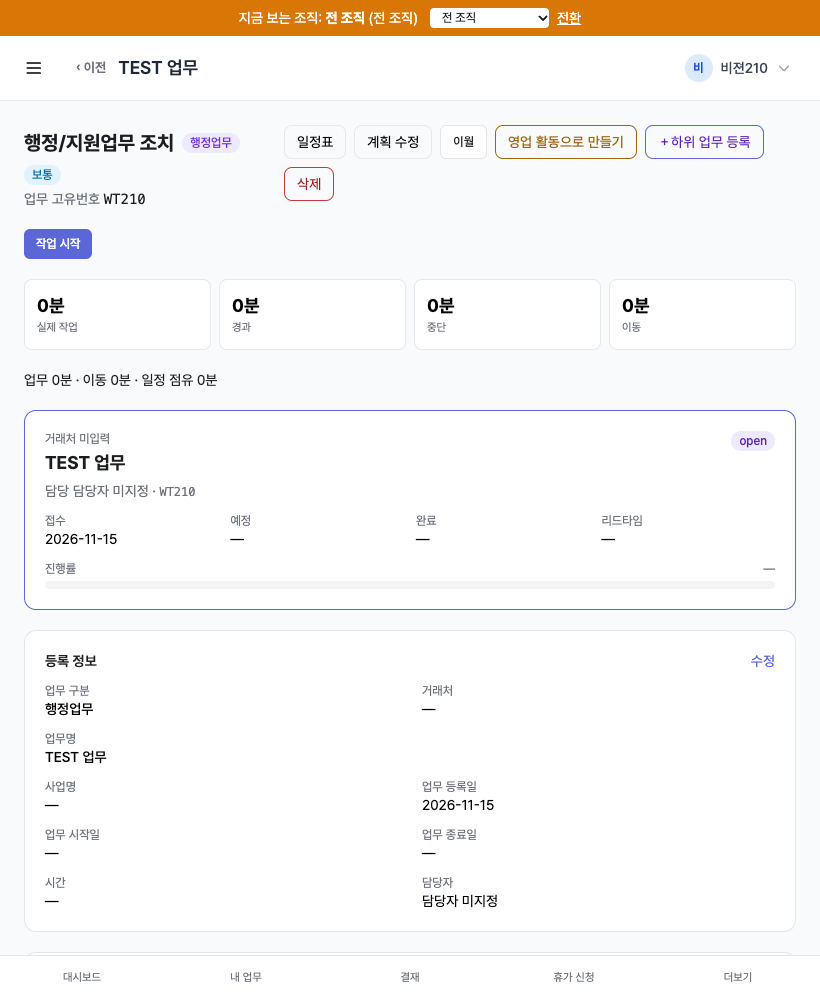 지금 보는 조직: 전 조직 (전 조직) 전 조직 전환
‹ 이전 TEST 업무
비 비젼210
행정/지원업무 조치 행정업무
보통
업무 고유번호 WT210
일정표 계획 수정 이월 영업 활동으로 만들기 + 하위 업무 등록
삭제
작업 시작
0분 0분 0분 0분
실제 작업 경과 중단 이동
업무 0분 · 이동 0분 · 일정 점유 0분
거래처 미입력 open
TEST 업무
담당 담당자 미지정 · WT210
접수 예정 완료 리드타임
2026-11-15 — — —
진행률 —
등록 정보 수정
업무 구분 거래처
행정업무 —
업무명
TEST 업무
사업명 업무 등록일
— 2026-11-15
업무 시작일 업무 종료일
— —
시간 담당자
— 담당자 미지정
대시보드 내 업무 결재 휴가 신청 더보기